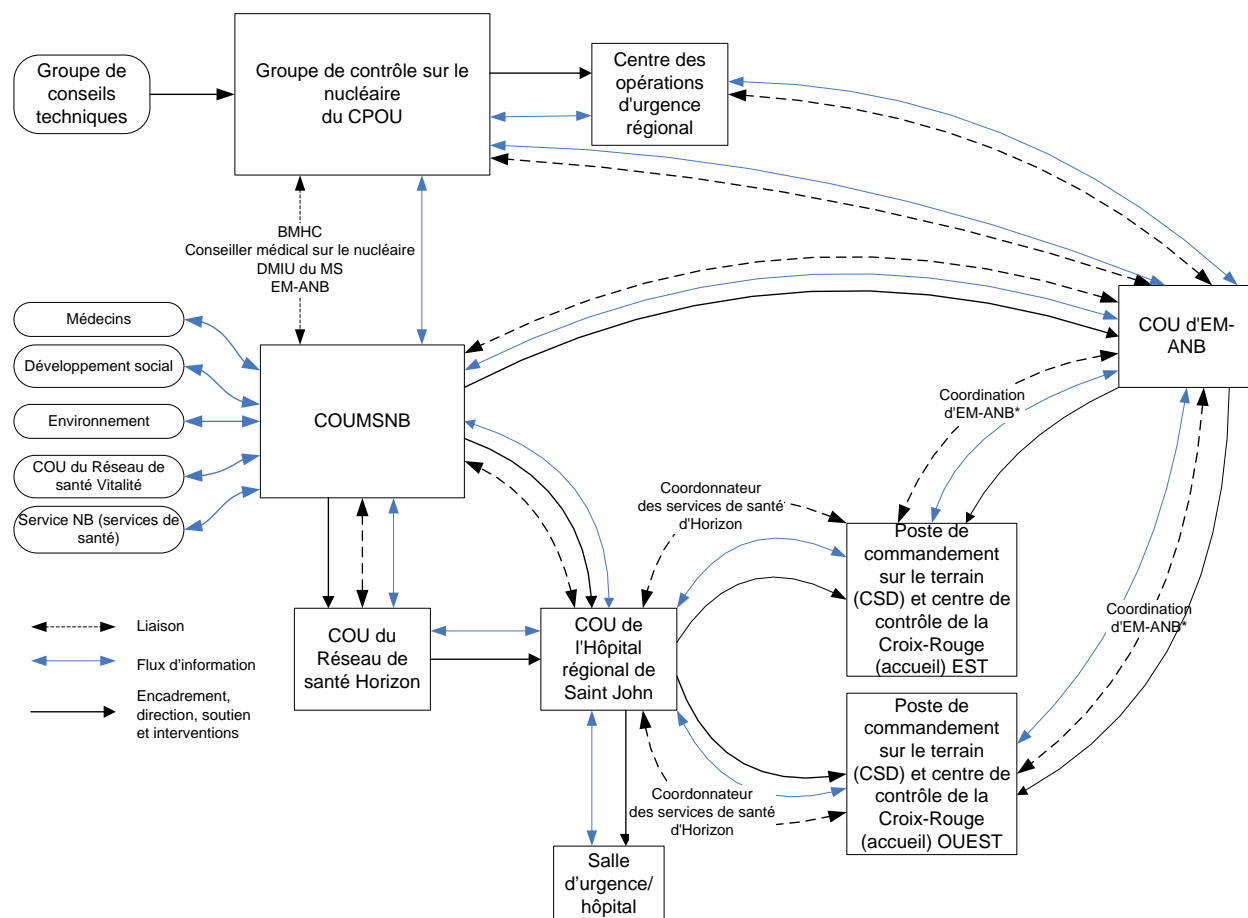 Groupe de
conseils
techniques
Groupe de contrôle sur le
nucléaire
du CPOU
Centre des
opérations
d'urgence
régional
BMHC
Conseiller médical sur le nucléaire
DMIU du MS
EM-ANB
Médecins
Développement social
Environnement
COU du Réseau de
santé Vitalité
Service NB (services de
santé)
COUMSNB
COU d'EM-
ANB
Coordination
d'EM-ANB*
Coordonnateur
des services de santé
d'Horizon
Poste de
commandement
sur le terrain
(CSD) et centre de
contrôle de la
Croix-Rouge
(accueil) EST
Coordination
d'EM-ANB*
COU du
Réseau de
santé Horizon
COU de
l'Hôpital
régional de
Saint John
Liaison
Flux d'information
Encadrement,
direction, soutien
et interventions
Poste de
commandement
sur le terrain
(CSD) et centre de
contrôle de la
Croix-Rouge
(accueil) OUEST
Coordonnateur
des services de santé
d'Horizon
Salle
d’urgence/
hôpital